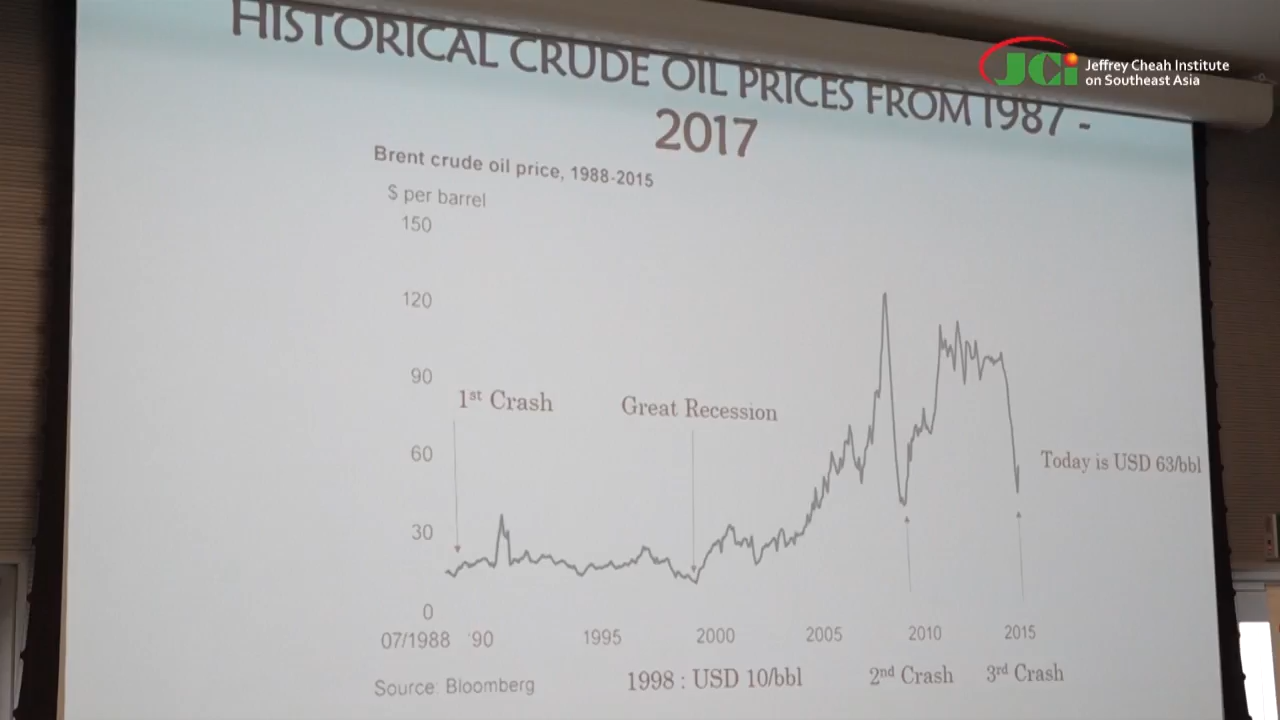 HISTORICAL CRUDE OIL PRICES FROM 1987 -
2017
JCi Jeffrey Cheah Institute
on Southeast Asia
Brent crude oil price, 1988-2015
$ per barrel
150
120
90
60
30
0
1st Crash
Great Recession
Today is USD 63/bbl
07/1988 '90 1995 2000 2005 2010 2015
Source: Bloomberg
1998 : USD 10/bbl
2nd Crash
3rd Crash